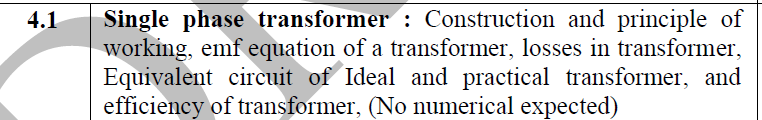 4.1 Single phase transformer : Construction and principle of
working, emf equation of a transformer, losses in transformer,
Equivalent circuit of Ideal and practical transformer, and
efficiency of transformer, (No numerical expected)